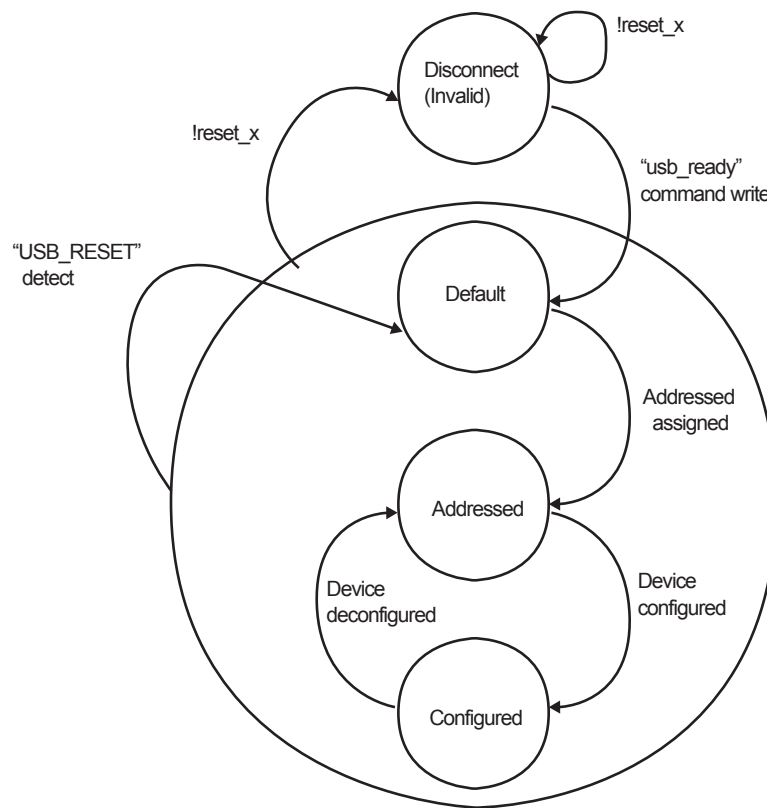 !reset_x
Disconnect
(Invalid)
!reset_x
“usb_ready”
command write
“USB_RESET”
detect
Default
Addressed
assigned
Addressed
Device
deconfigured
Device
configured
Configured